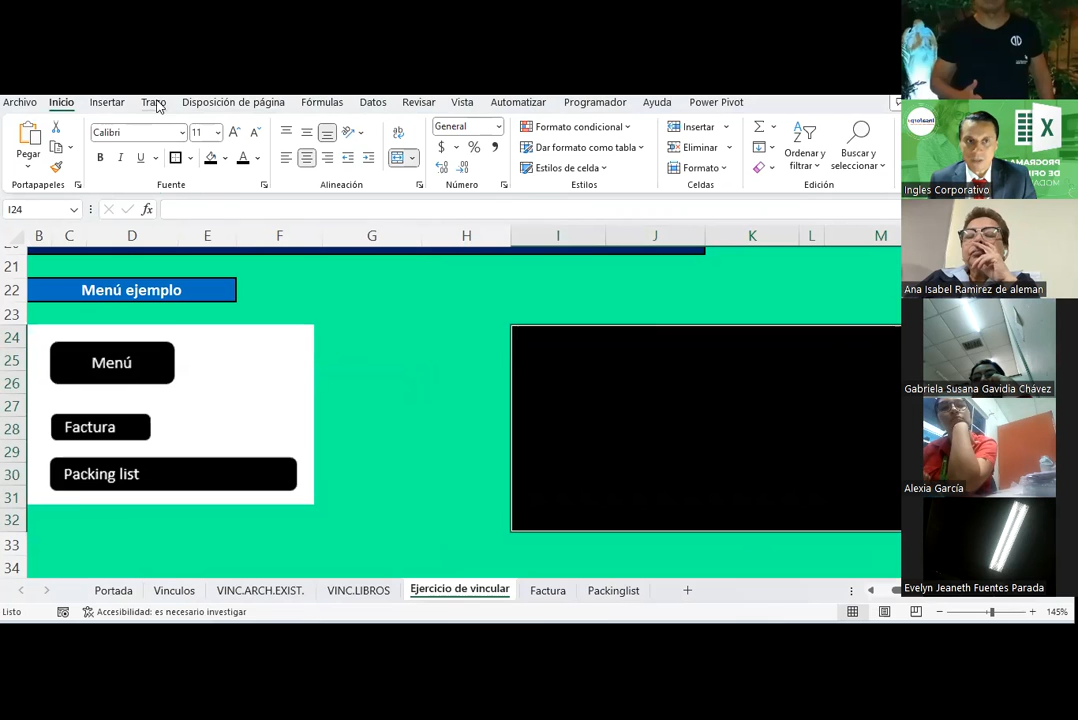 Archivo Inicio Insertar Trazo Disposición de página Fórmulas Datos Revisar Vista Automatizar Programador Ayuda Power Pivot
Calibri 11 General Formato condicional Insertar
Pegar Dar formato como tabla Eliminar Ordenar y filtrar Buscar y seleccionar
N K S $ % 000 Estilos de celda Formato
Portapapeles Fuente Alineación Número Estilos Celdas Edición
I24 fx
B C D E F G H I J K L M
21
22 Menú ejemplo
23
24
25 Menú
26
27
28 Factura
29
30 Packing list
31
32
33
34
Portada Vinculos VINC.ARCH.EXIST. VINC.LIBROS Ejercicio de vincular Factura Packinglist
Listo Accesibilidad: es necesario investigar 145%
Ingles Corporativo
Ana Isabel Ramirez de aleman
Gabriela Susana Gavidia Chávez
Alexia García
Evelyn Jeaneth Fuentes Parada